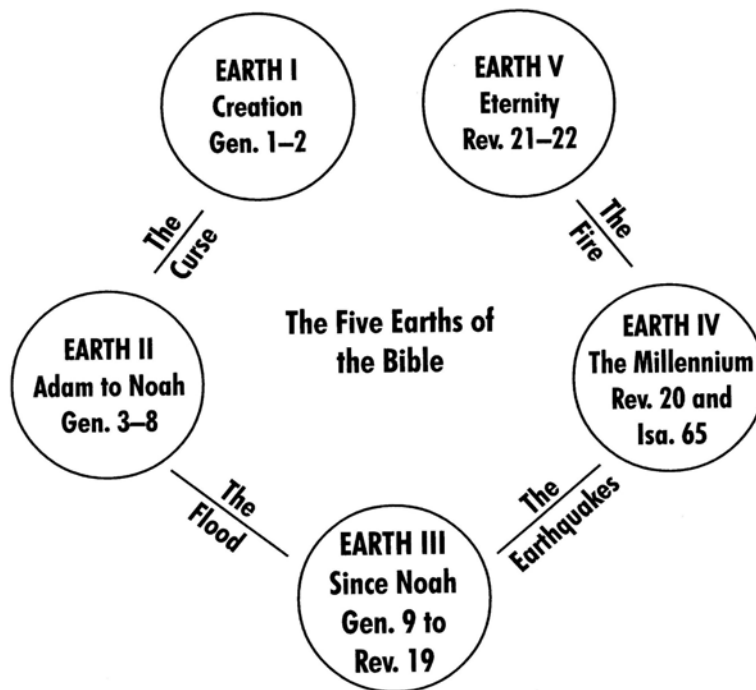 EARTH I
Creation
Gen. 1–2
The
Curse
EARTH II
Adam to Noah
Gen. 3–8
The
Flood
EARTH III
Since Noah
Gen. 9 to
Rev. 19
The
Earthquakes
EARTH IV
The Millennium
Rev. 20 and
Isa. 65
The
Fire
EARTH V
Eternity
Rev. 21–22
The Five Earths of
the Bible